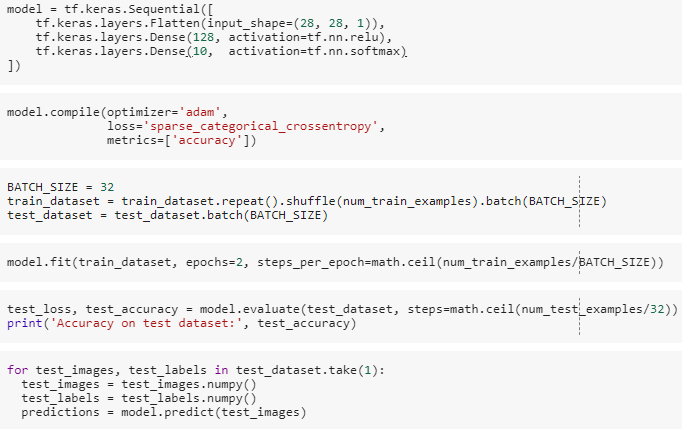 model = tf.keras.Sequential([
    tf.keras.layers.Flatten(input_shape=(28, 28, 1)),
    tf.keras.layers.Dense(128, activation=tf.nn.relu),
    tf.keras.layers.Dense(10,  activation=tf.nn.softmax)
])
model.compile(optimizer='adam',
              loss='sparse_categorical_crossentropy',
              metrics=['accuracy'])
BATCH_SIZE = 32
train_dataset = train_dataset.repeat().shuffle(num_train_examples).batch(BATCH_SIZE)
test_dataset = test_dataset.batch(BATCH_SIZE)
model.fit(train_dataset, epochs=2, steps_per_epoch=math.ceil(num_train_examples/BATCH_SIZE))
test_loss, test_accuracy = model.evaluate(test_dataset, steps=math.ceil(num_test_examples/32))
print('Accuracy on test dataset:', test_accuracy)
for test_images, test_labels in test_dataset.take(1):
  test_images = test_images.numpy()
  test_labels = test_labels.numpy()
  predictions = model.predict(test_images)